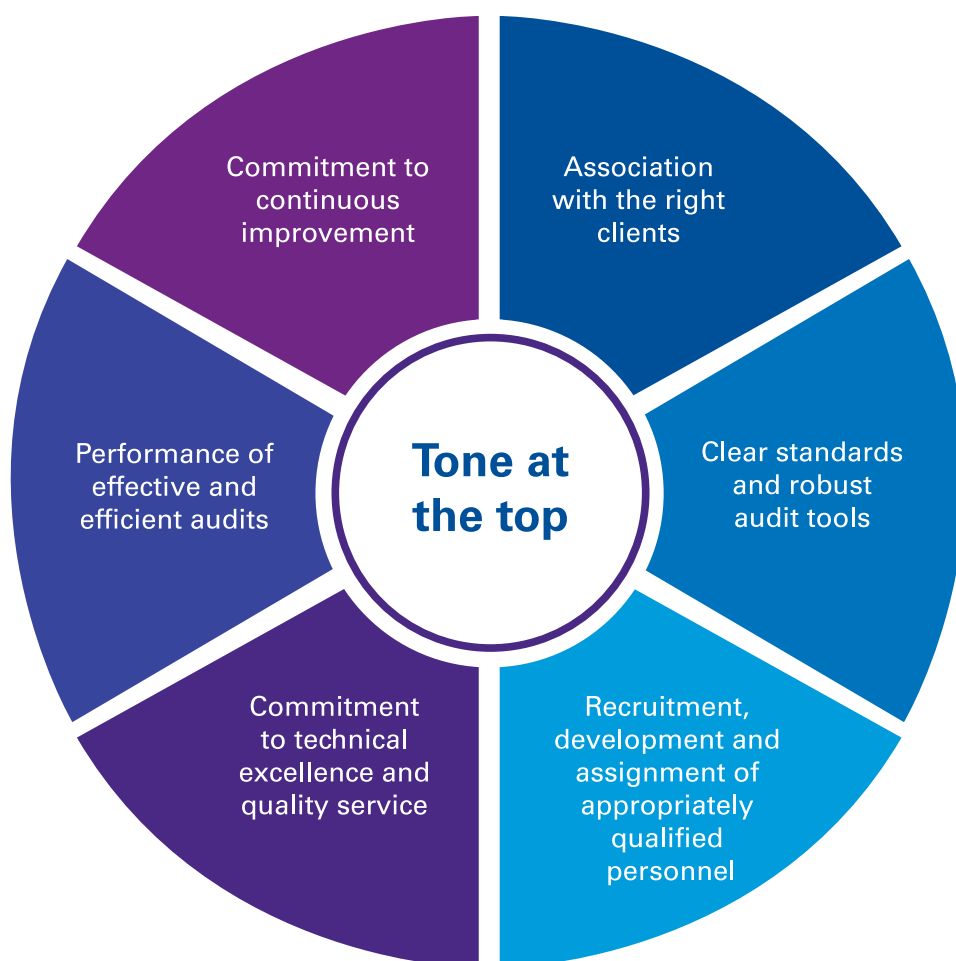 Commitment to
continuous
improvement
Association
with the right
clients
Performance of
effective and
efficient audits
Tone at
the top
Clear standards
and robust
audit tools
Commitment
to technical
excellence and
quality service
Recruitment,
development and
assignment of
appropriately
qualified
personnel